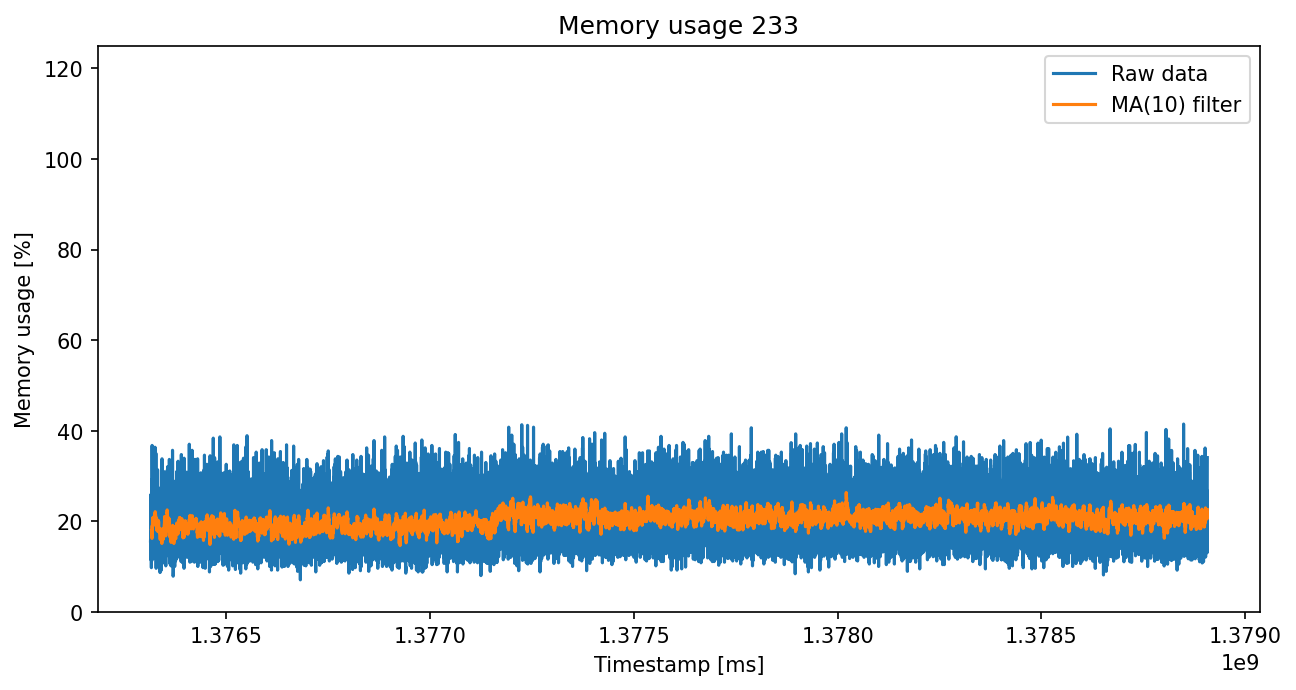 Memory usage 233
Raw data
MA(10) filter
Memory usage [%]
120
100
80
60
40
20
0
1.3765 1.3770 1.3775 1.3780 1.3785 1.3790
1e9
Timestamp [ms]